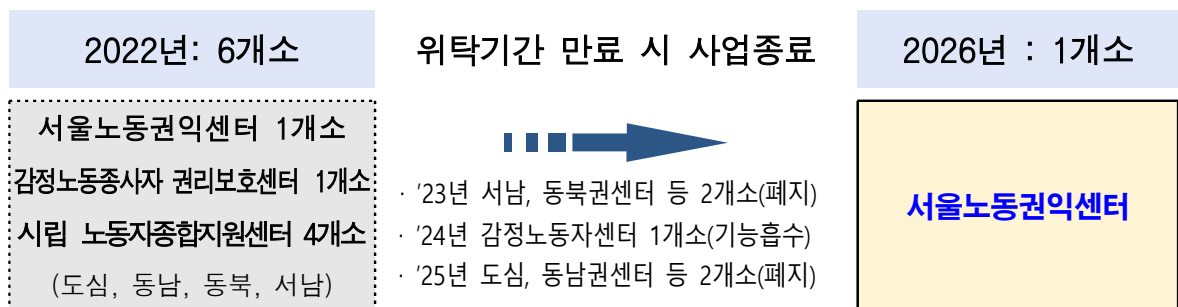 2022년: 6개소
서울노동권익센터 1개소
감정노동종사자 권리보호센터 1개소
시립 노동자종합지원센터 4개소
(도심, 동남, 동북, 서남)
위탁기간 만료 시 사업종료
· '23년 서남, 동북권센터 등 2개소(폐지)
· '24년 감정노동자센터 1개소(기능흡수)
· '25년 도심, 동남권센터 등 2개소(폐지)
2026년 : 1개소
서울노동권익센터